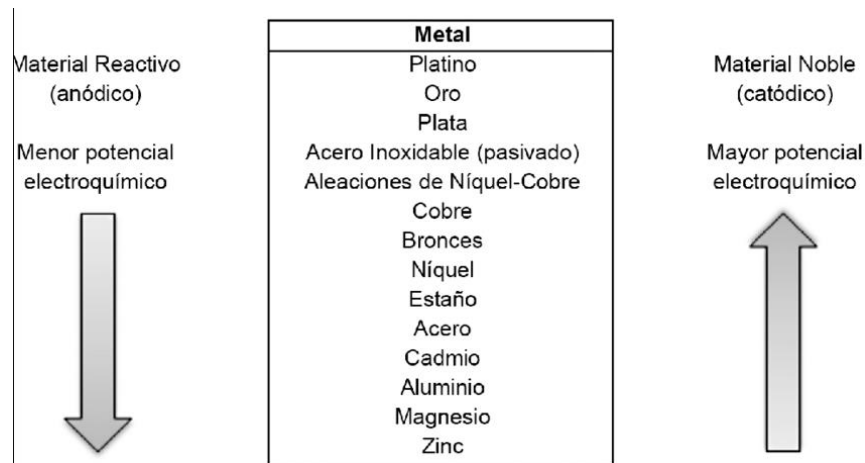 Metal
Material Reactivo
(anódico)
Menor potencial
electroquímico
Platino
Oro
Plata
Acero Inoxidable (pasivado)
Aleaciones de Níquel-Cobre
Cobre
Bronces
Níquel
Estaño
Acero
Cadmio
Aluminio
Magnesio
Zinc
Material Noble
(catódico)
Mayor potencial
electroquímico